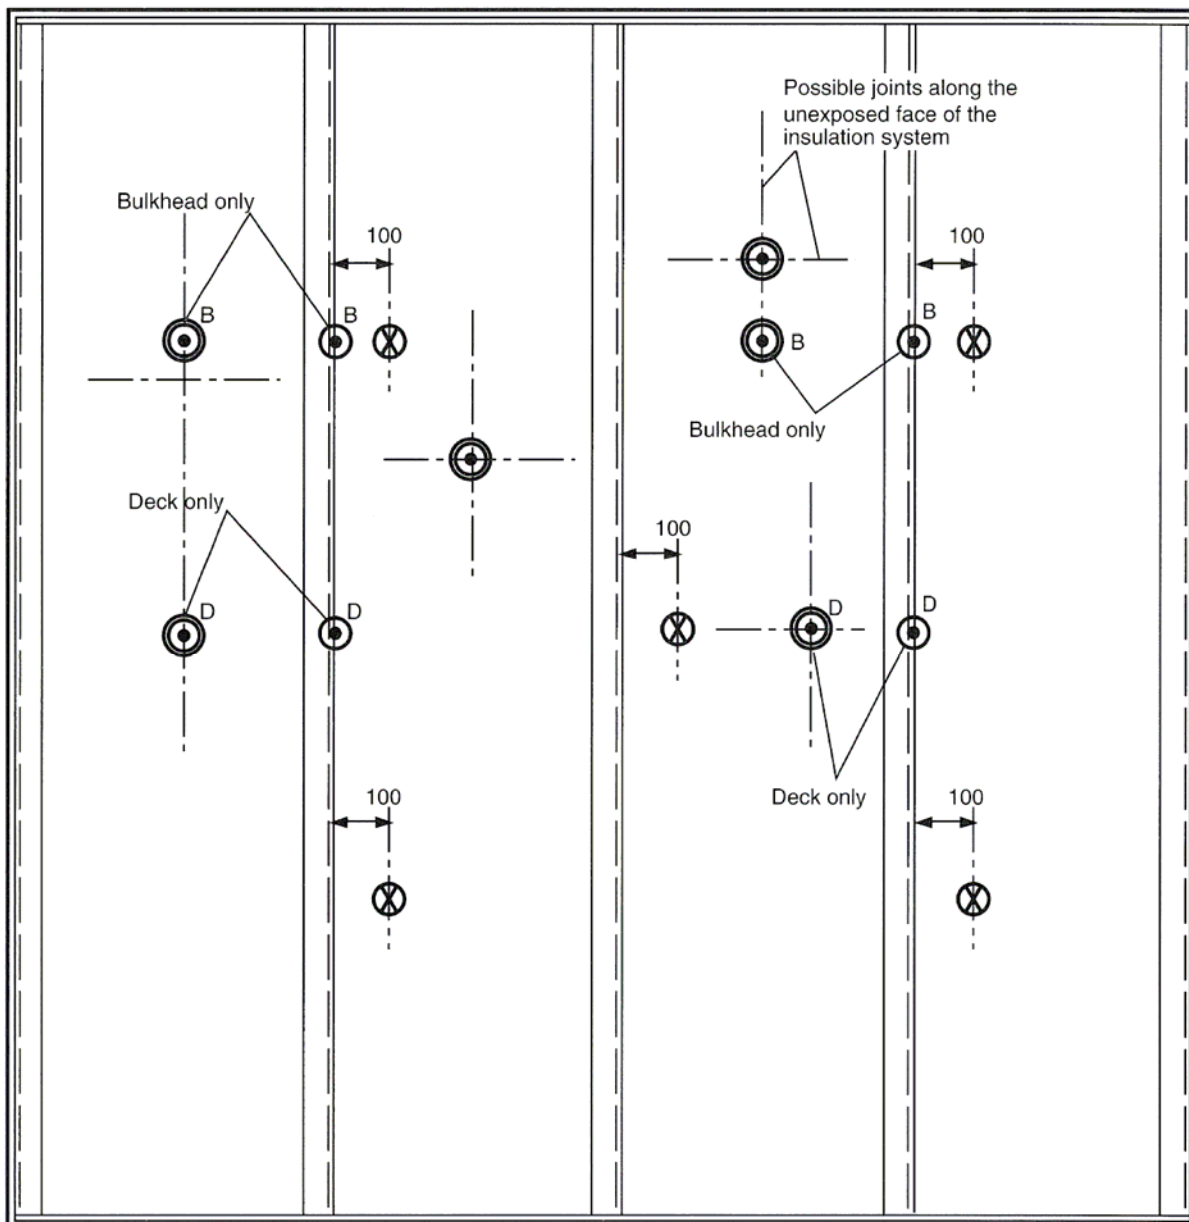 Possible joints along the
unexposed face of the
insulation system
Bulkhead only
100
100
B
B
B
B
Bulkhead only
Deck only
100
D
D
D
D
100
Deck only
100